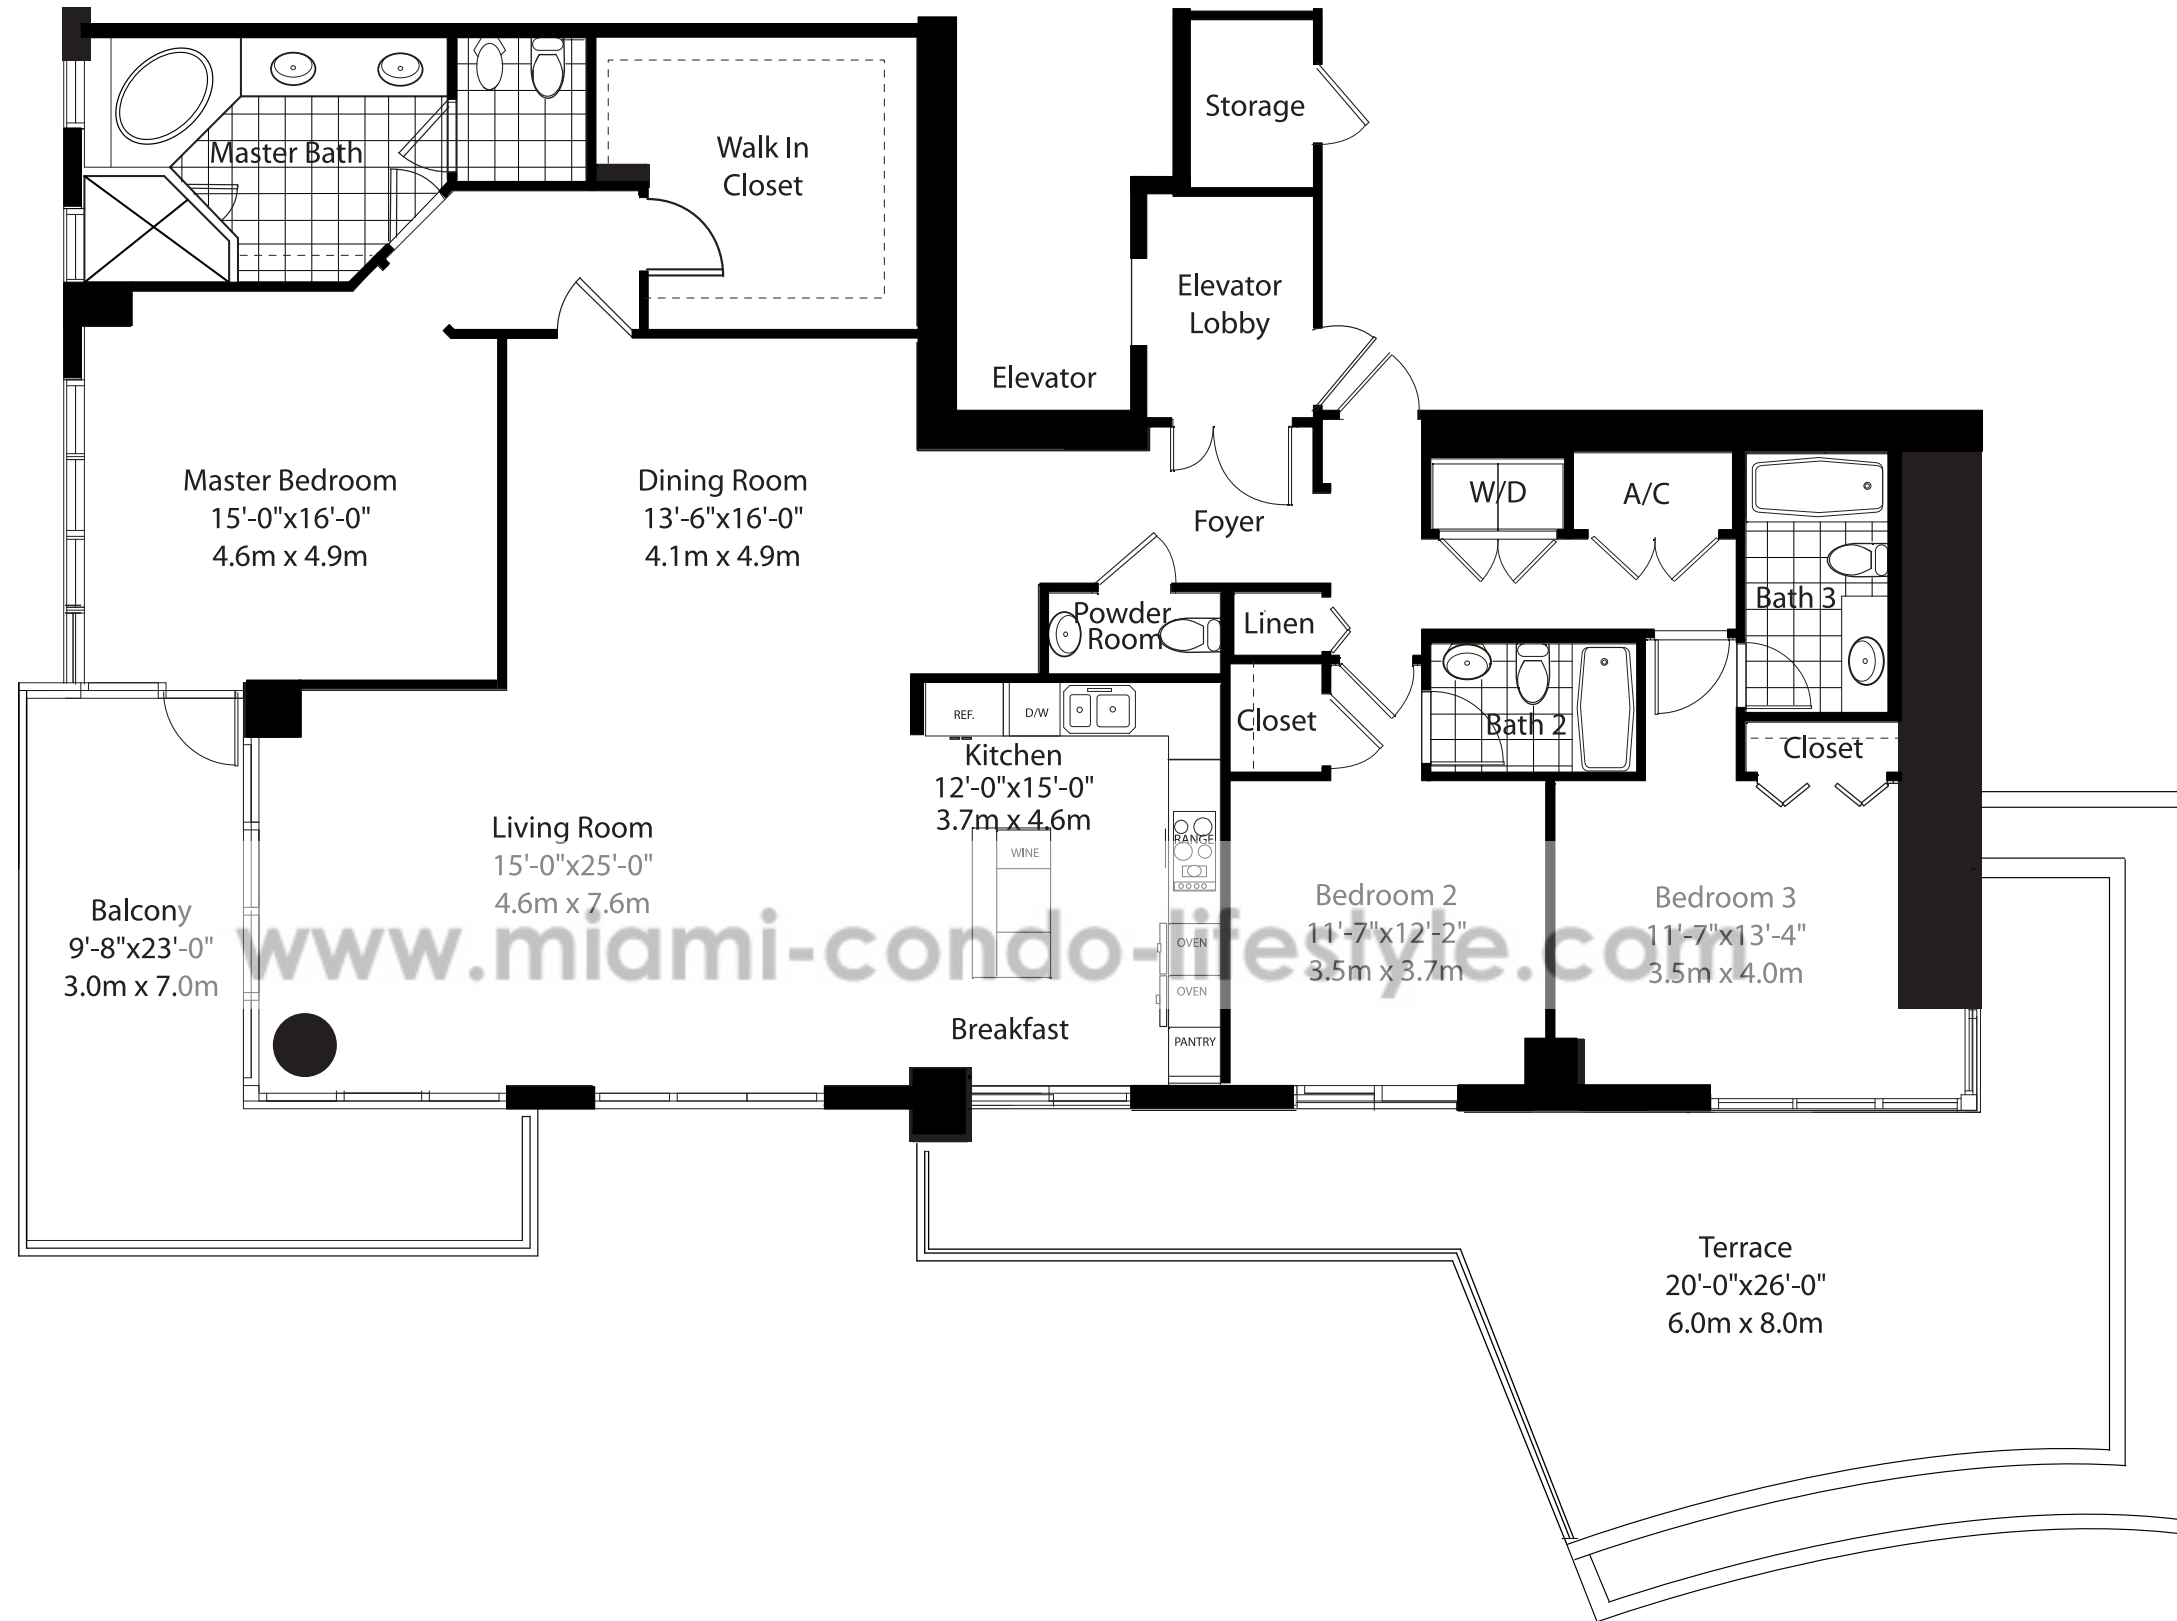 Storage
Master Bath
Walk In
Closet
Elevator
Lobby
Elevator
Master Bedroom
15'-0"x16'-0"
4.6m x 4.9m
Dining Room
13'-6"x16'-0"
4.1m x 4.9m
Foyer
W/D
A/C
Powder
Room
Linen
Bath 3
REF.
D/W
Closet
Bath 2
Closet
Kitchen
12'-0"x15'-0"
3.7m x 4.6m
Living Room
15'-0"x25'-0"
4.6m x 7.6m
RANGE
WINE
Balcony
9'-8"x23'-0"
3.0m x 7.0m
Bedroom 2
11'-7"x12'-2"
3.5m x 3.7m
Bedroom 3
11'-7"x13'-4"
3.5m x 4.0m
www.miami-condo-lifestyle.com
OVEN
OVEN
Breakfast
PANTRY
Terrace
20'-0"x26'-0"
6.0m x 8.0m